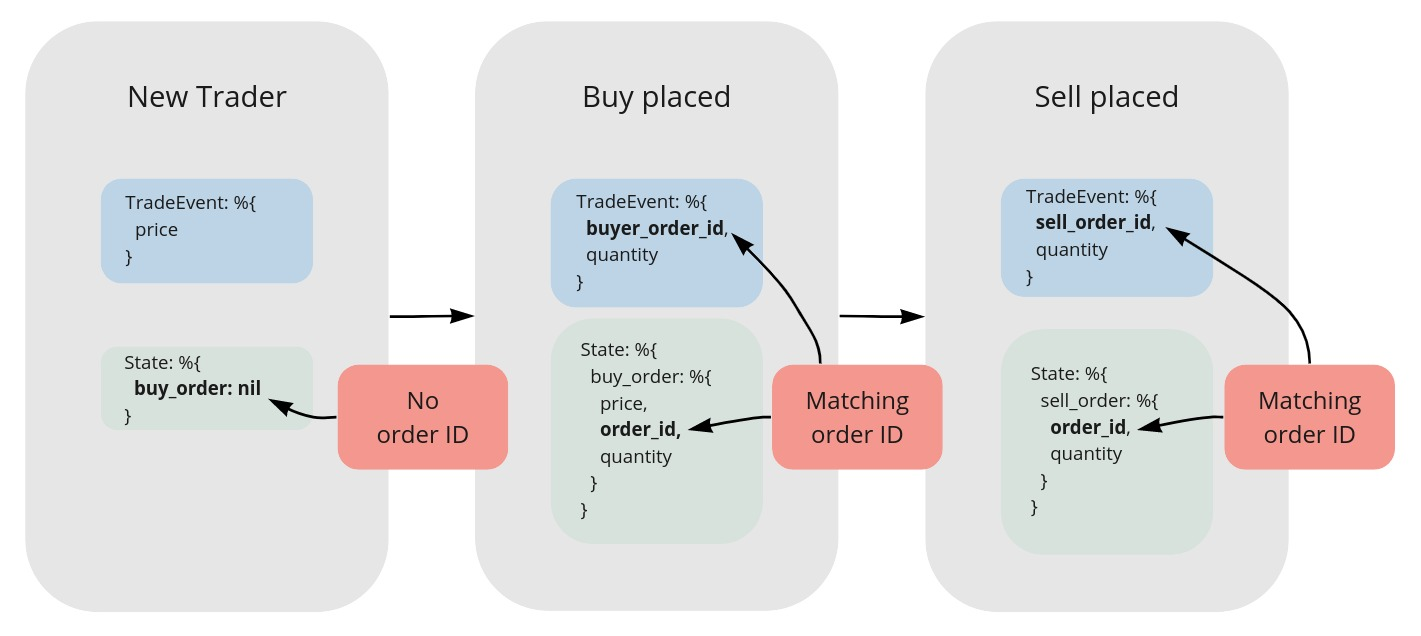 New Trader
TradeEvent: %{
price
}
State: %{
buy_order: nil
}
No
order ID
Buy placed
TradeEvent: %{
buyer_order_id,
quantity
}
State: %{
buy_order: %{
price,
order_id,
quantity
}
}
Matching
order ID
Sell placed
TradeEvent: %{
sell_order_id,
quantity
}
State: %{
sell_order: %{
order_id,
quantity
}
}
Matching
order ID